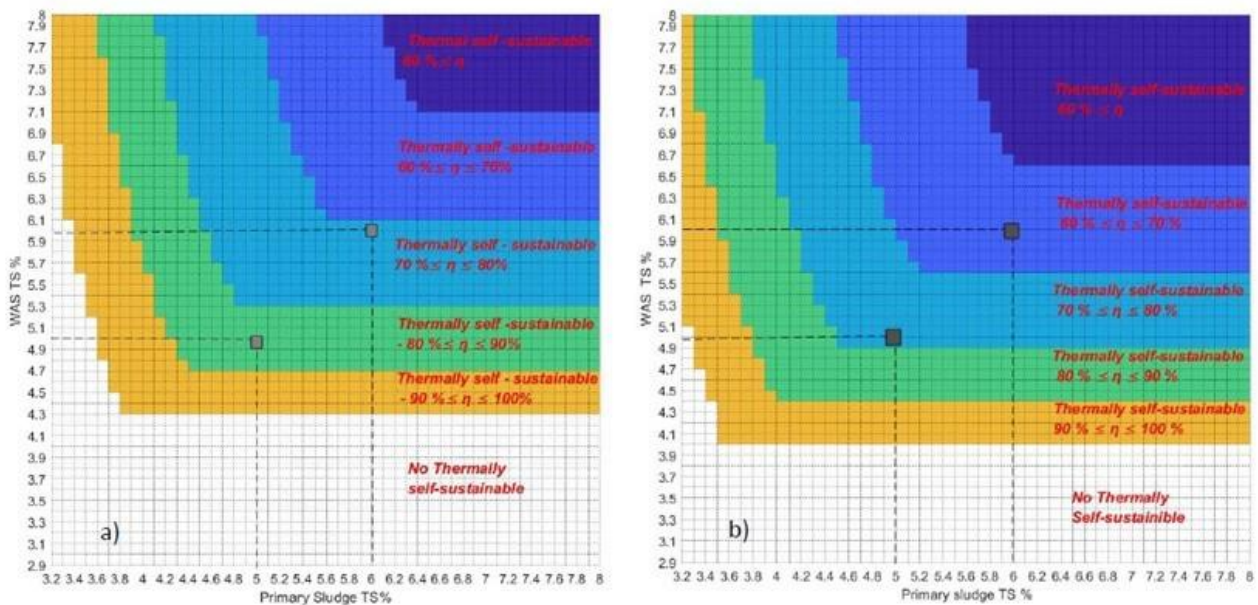 8
7.9
7.7
7.5
7.3
7.1
6.9
6.7
6.5
6.3
6.1
5.9
5.7
5.5
5.3
5.1
4.9
4.7
4.5
4.3
4.1
3.9
3.7
3.5
3.3
3.1
2.9
WAS TS %
Thermal self -sustainable
60 % ≤ η
Thermally self -sustainable
60 % ≤ η ≤ 70%
Thermally self - sustainable
70 % ≤ η ≤ 80%
Thermally self -sustainable
- 80 % ≤ η ≤ 90%
Thermally self - sustainable
- 90 % ≤ η ≤ 100%
No Thermally
self-sustainable
a)
3.2 3.4 3.6 3.8 4 4.2 4.4 4.6 4.8 5 5.2 5.4 5.6 5.8 6 6.2 6.4 6.6 6.8 7 7.2 7.4 7.6 7.8 8
Primary Sludge TS%
8
7.9
7.7
7.5
7.3
7.1
6.9
6.7
6.5
6.3
6.1
5.9
5.7
5.5
5.3
5.1
4.9
4.7
4.5
4.3
4.1
3.9
3.7
3.5
3.3
3.1
2.9
WAS TS %
Thermally self-sustainable
60 % ≤ η
Thermally self-sustainable
60 % ≤ η ≤ 70 %
Thermally self-sustainable
70 % ≤ η ≤ 80 %
Thermally self-sustainable
80 % ≤ η ≤ 90 %
Thermally self-sustainable
90 % ≤ η ≤ 100 %
No Thermally
Self-sustainible
b)
3.2 3.4 3.6 3.8 4 4.2 4.4 4.6 4.8 5 5.2 5.4 5.6 5.8 6 6.2 6.4 6.6 6.8 7 7.2 7.4 7.6 7.8 8
Primary sludge TS %